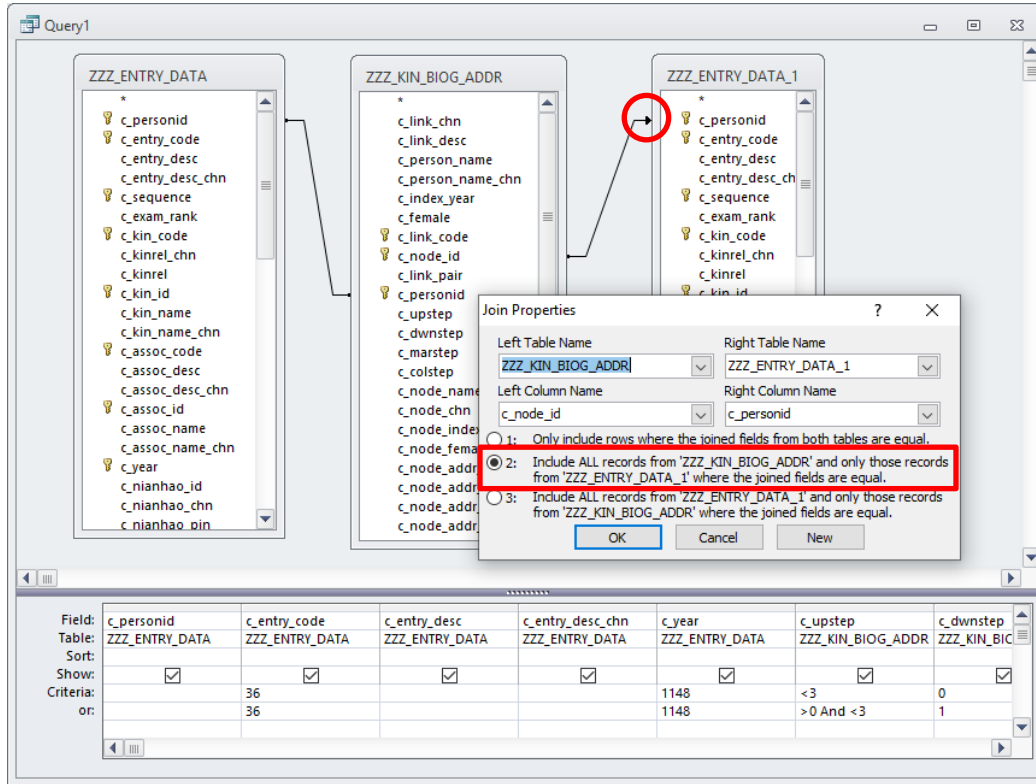 Query1
ZZZ_ENTRY_DATA
*
c_personid
c_entry_code
c_entry_desc
c_entry_desc_chn
c_sequence
c_exam_rank
c_kin_code
c_kinrel_chn
c_kinrel
c_kin_id
c_kin_name
c_kin_name_chn
c_assoc_code
c_assoc_desc
c_assoc_desc_chn
c_assoc_id
c_assoc_name
c_assoc_name_chn
c_year
c_nianhao_id
c_nianhao_chn
c_nianhao_pin
ZZZ_KIN_BIOG_ADDR
*
c_link_chn
c_link_desc
c_person_name
c_person_name_chn
c_index_year
c_female
c_link_code
c_node_id
c_link_pair
c_personid
c_upstep
c_dwnstep
c_marstep
c_colstep
c_node_name
c_node_chn
c_node_index
c_node_fema
c_node_addr
c_node_addr
c_node_addr
c_node_addr
ZZZ_ENTRY_DATA_1
*
c_personid
c_entry_code
c_entry_desc
c_entry_desc_ch
c_sequence
c_exam_rank
c_kin_code
c_kinrel_chn
c_kinrel
c_kin_id
Join Properties ?
Left Table Name Right Table Name
ZZZ_KIN_BIOG_ADDR ZZZ_ENTRY_DATA_1
Left Column Name Right Column Name
c_node_id c_personid
1: Only include rows where the joined fields from both tables are equal.
2: Include ALL records from 'ZZZ_KIN_BIOG_ADDR' and only those records
from 'ZZZ_ENTRY_DATA_1' where the joined fields are equal.
3: Include ALL records from 'ZZZ_ENTRY_DATA_1' and only those records
from 'ZZZ_KIN_BIOG_ADDR' where the joined fields are equal.
OK Cancel New
Field: c_personid c_entry_code c_entry_desc c_entry_desc_chn c_year c_upstep c_dwnstep
Table: ZZZ_ENTRY_DATA ZZZ_ENTRY_DATA ZZZ_ENTRY_DATA ZZZ_ENTRY_DATA ZZZ_ENTRY_DATA ZZZ_KIN_BIOG_ADDR ZZZ_KIN_BIC
Sort:
Show:
Criteria: 36 1148 <3 0
or: 36 1148 >0 And <3 1